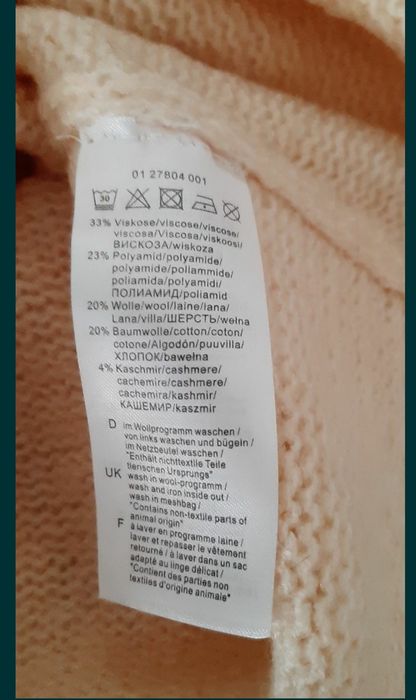 01 27804 001
30
33% Viskose/viscose/viscose/
viscosa/Viscosa/viskoosi/
ВИСКОЗА/wiskoza
23% Polyamid/polyamide/
polyamide/poliammide/
poliamida/polyamidi/
ПОЛИАМИД/poliamid
20% Wolle/wool/laine/lana/
Lana/villa/ШЕРСТЬ/wełna
20% Baumwolle/cotton/coton/
cotone/Algodón/puuvilla/
ХЛОПОК/bawełna
4% Kaschmir/cashmere/
cachemire/cashmere/
cachemira/kashmir/
КАШЕМИР/kaszmir
D im Wollprogramm waschen /
von links waschen und bügeln /
im Netzbeutel waschen /
"Enthält nichttextile Teile
tierischen Ursprungs"
UK wash in wool-programm /
wash and iron inside out /
wash in meshbag /
"Contains non-textile parts of
animal origin"
F à laver en programme laine /
laver et repasser le vêtement
retourné / à laver dans un sac
adapté au linge délicat /
"Contient des parties non
textiles d'origine animale"